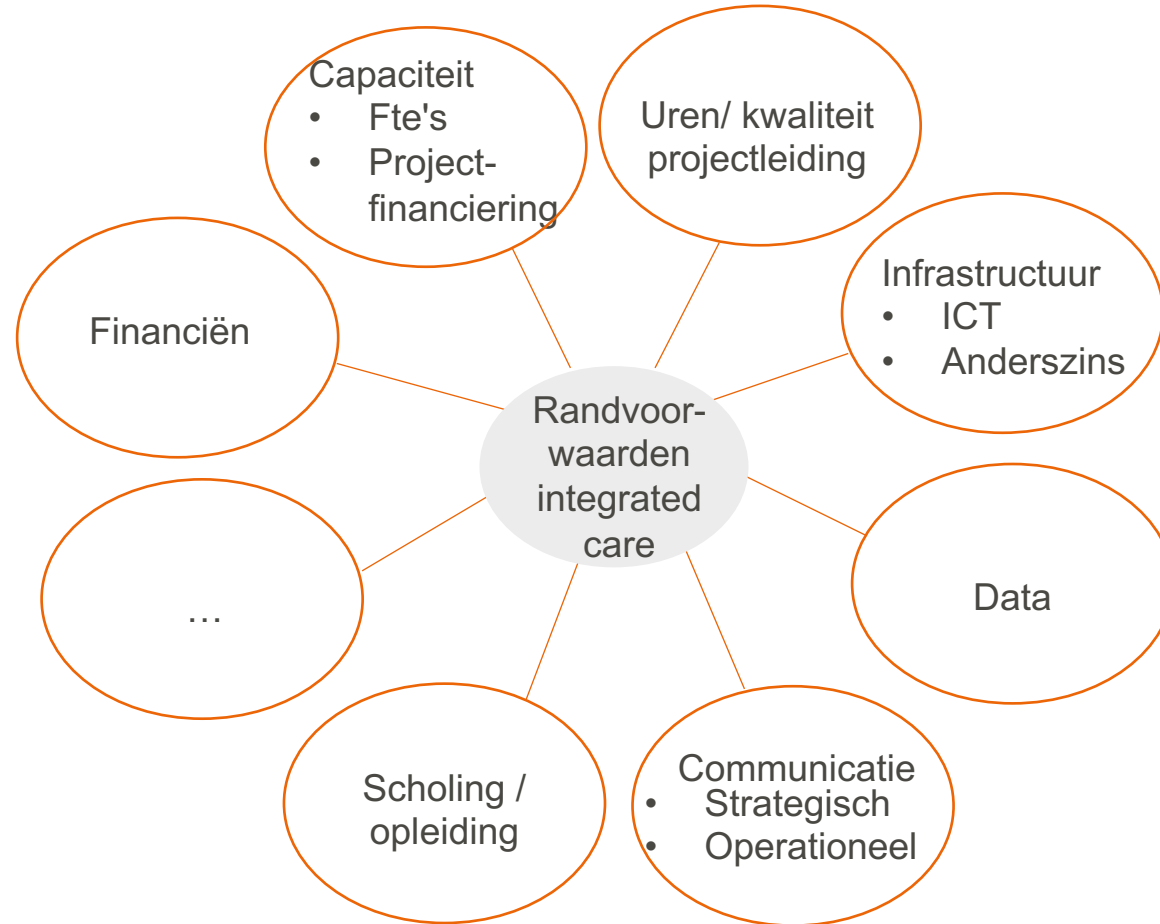 Capaciteit
• Fte's
• Project-
financiering
Uren/ kwaliteit
projectleiding
Infrastructuur
• ICT
• Anderszins
Financiën
Randvoor-
waarden
integrated
care
Data
…
Communicatie
• Strategisch
• Operationeel
Scholing /
opleiding